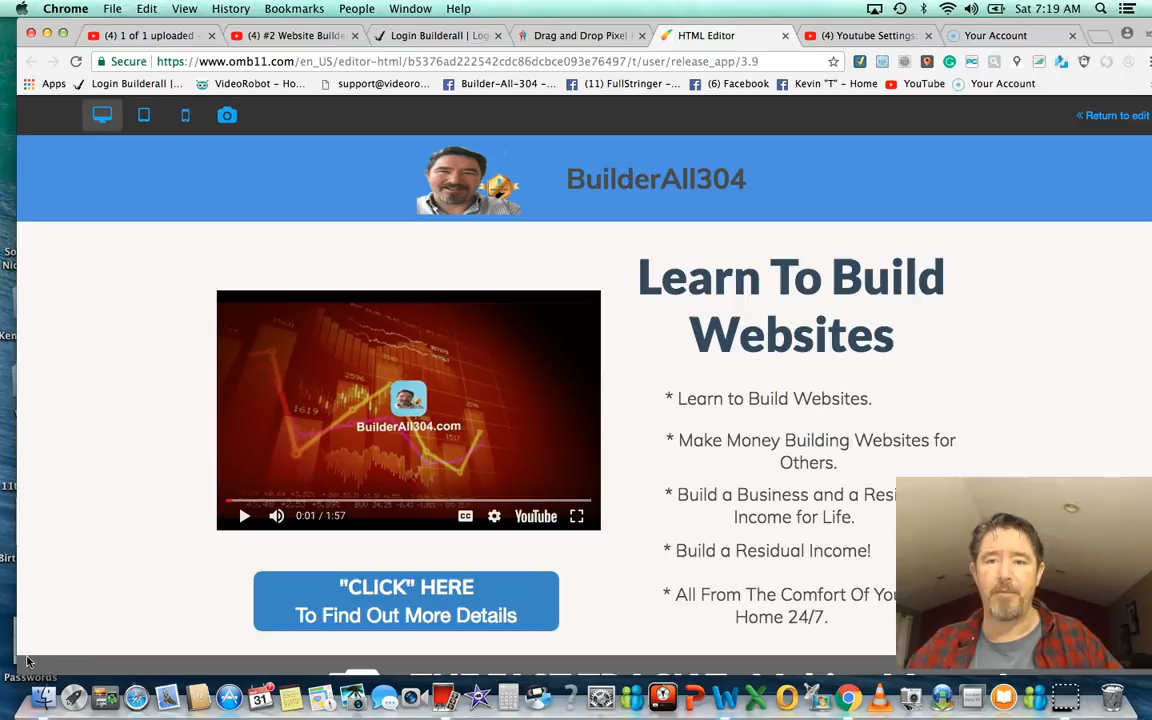 Chrome File Edit View History Bookmarks People Window Help Sat 7:19 AM
(4) 1 of 1 uploaded - (4) #2 Website Builde Login Builderall | Log Drag and Drop Pixel HTML Editor (4) Youtube Settings: Your Account
Secure https://www.omb11.com/en_US/editor-html/b5376ad222542cdc86dcbce093e76497/t/user/release_app/3.9
Apps Login Builderall |... VideoRobot - Ho... support@videoro... Builder-All-304 -... (11) FullStringer -... (6) Facebook Kevin "T" - Home YouTube Your Account
« Return to edit
BuilderAll304
Learn To Build
Websites
BuilderAll304.com
0:01 / 1:57 CC YouTube
* Learn to Build Websites.
* Make Money Building Websites for
Others.
* Build a Business and a Resi
Income for Life.
* Build a Residual Income!
* All From The Comfort Of You
Home 24/7.
"CLICK" HERE
To Find Out More Details
Passwords